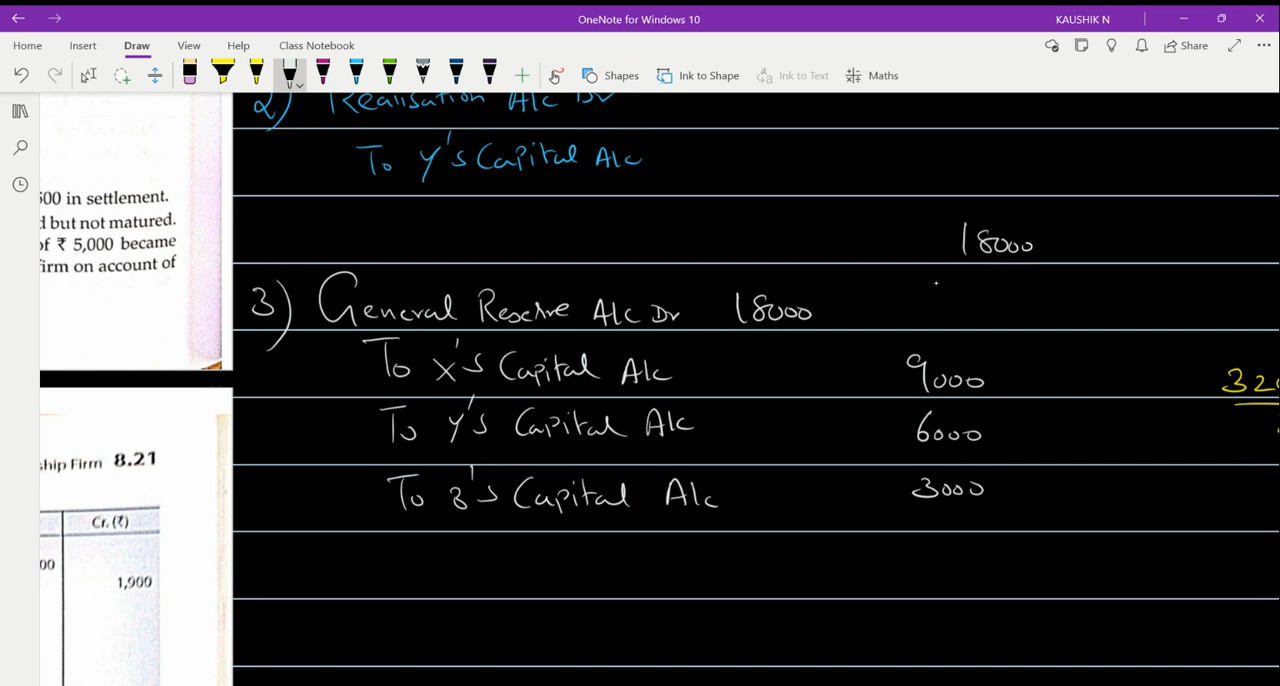 OneNote for Windows 10
KAUSHIK N
Home Insert Draw View Help Class Notebook
Share
Shapes Ink to Shape Ink to Text Maths
2) Realisation A/c Dr
To Y's Capital A/c
500 in settlement.
d but not matured.
of ₹ 5,000 became
firm on account of
18000
3) General Reserve A/c Dr 18000
To X's Capital A/c 9000
320
To Y's Capital A/c 6000
ship Firm 8.21
To Z's Capital A/c 3000
Cr. (₹)
00
1,900